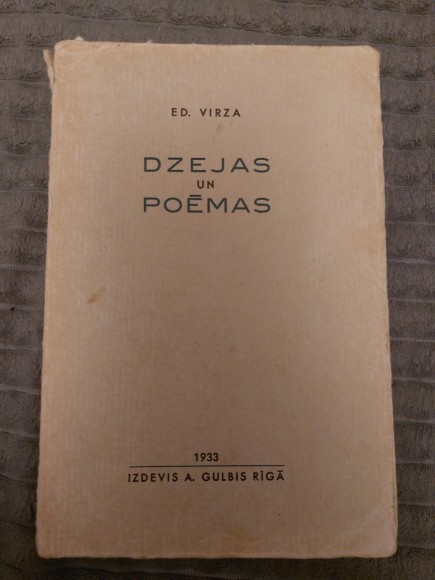 ED. VIRZA
DZEJAS
UN
POĒMAS
1933
IZDEVIS A. GULBIS RĪGĀ